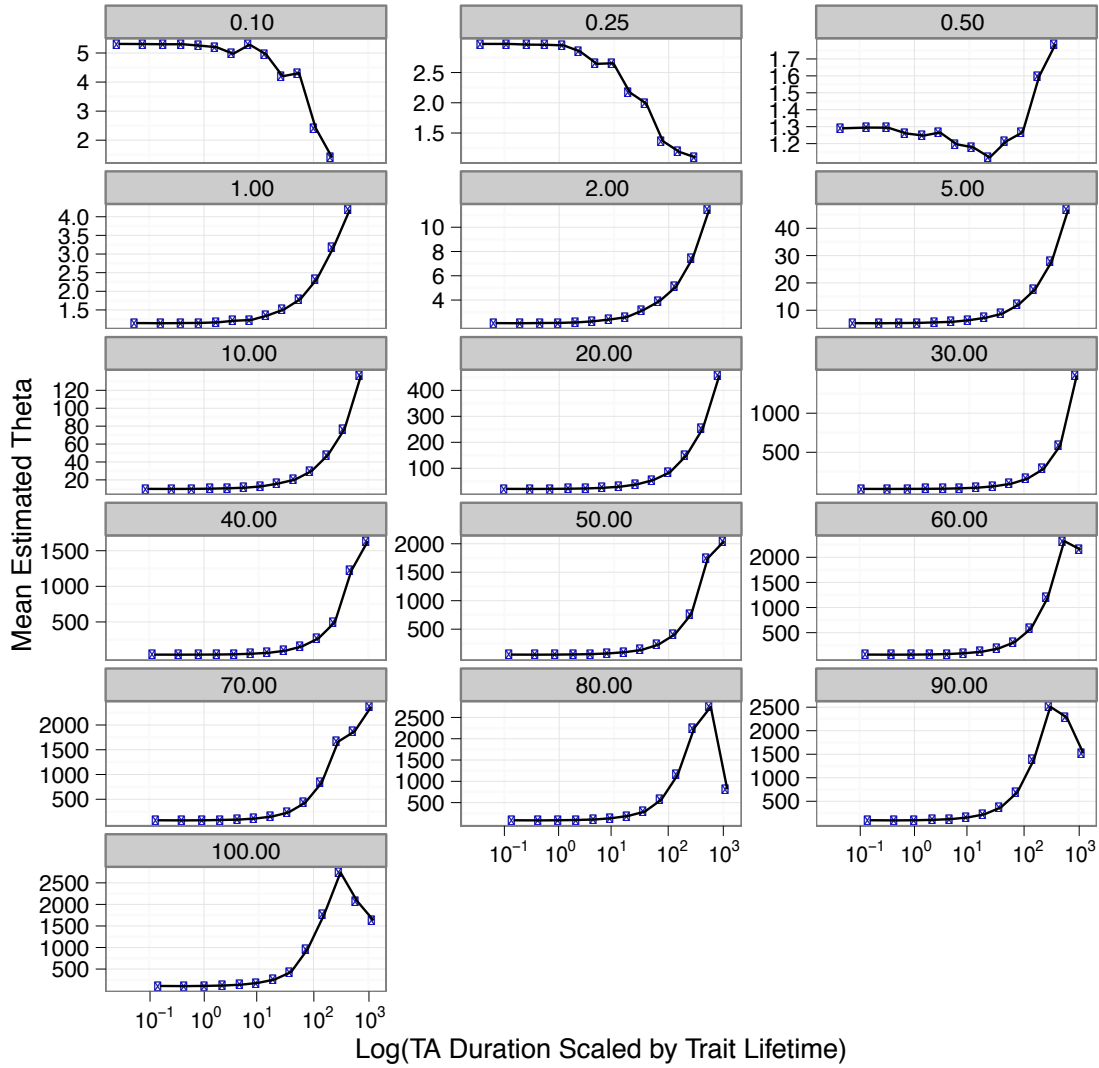 0.10 0.25 0.50
5 4 3 2
2.5 2.0 1.5
1.7 1.6 1.5 1.4 1.3 1.2
1.00 2.00 5.00
4.0 3.5 3.0 2.5 2.0 1.5
10 8 6 4
40 30 20 10
10.00 20.00 30.00
120 100 80 60 40 20
400 300 200 100
1000 500
Mean Estimated Theta
40.00 50.00 60.00
1500 1000 500
2000 1500 1000 500
2000 1500 1000 500
70.00 80.00 90.00
2000 1500 1000 500
2500 2000 1500 1000 500
2500 2000 1500 1000 500
10⁻¹ 10⁰ 10¹ 10² 10³
10⁻¹ 10⁰ 10¹ 10² 10³
100.00
2500 2000 1500 1000 500
10⁻¹ 10⁰ 10¹ 10² 10³
Log(TA Duration Scaled by Trait Lifetime)